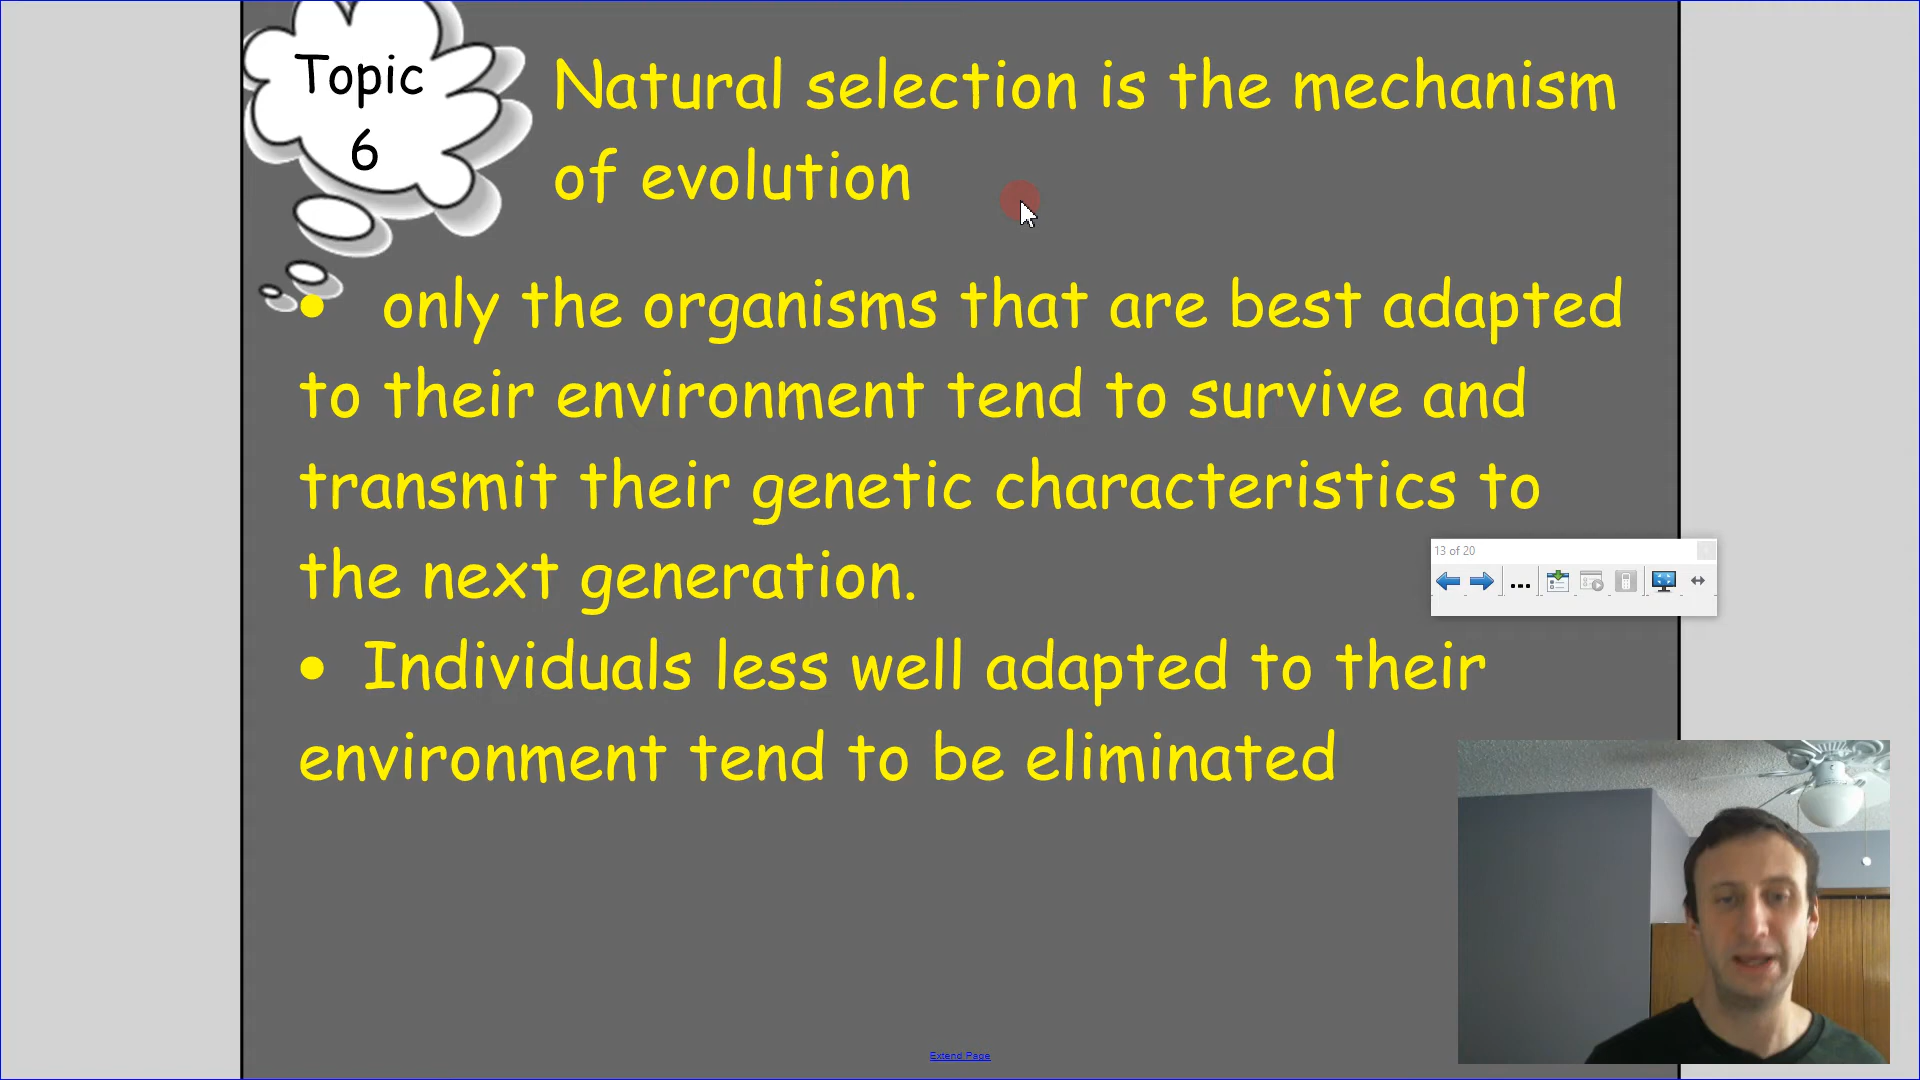 Topic
6
Natural selection is the mechanism
of evolution
• only the organisms that are best adapted
to their environment tend to survive and
transmit their genetic characteristics to
the next generation.
• Individuals less well adapted to their
environment tend to be eliminated
13 of 20
Extend Page